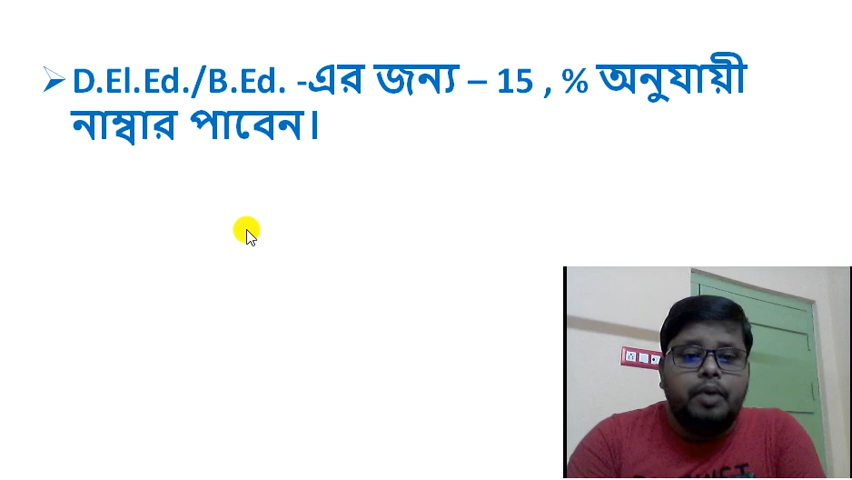 D.El.Ed./B.Ed. -এর জন্য – 15 , % অনুযায়ী
নাম্বার পাবেন।